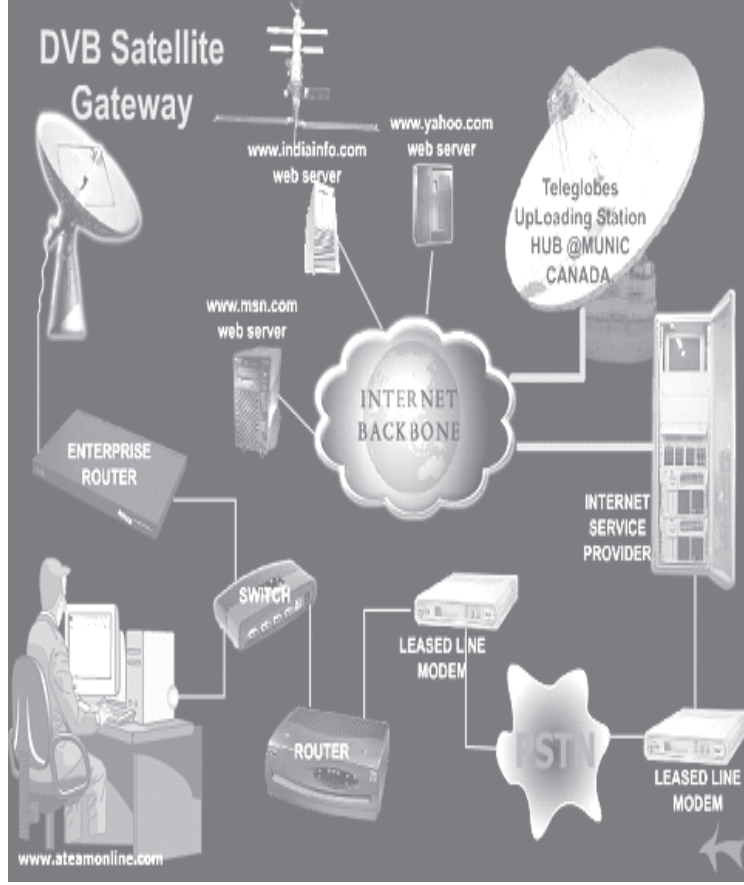 DVB Satellite
Gateway
www.indiainfo.com
web server
www.yahoo.com
web server
Teleglobes
UpLoading Station
HUB @MUNIC
CANADA.
www.msn.com
web server
INTERNET
BACKBONE
ENTERPRISE
ROUTER
INTERNET
SERVICE
PROVIDER
SWITCH
LEASED LINE
MODEM
ROUTER
PSTN
LEASED LINE
MODEM
www.ateamonline.com